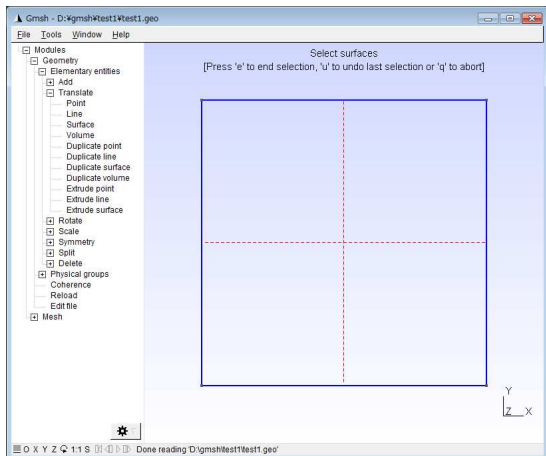 Gmsh - D:¥gmsh¥test1¥test1.geo
File Tools Window Help
Modules
Geometry
Elementary entities
Add
Translate
Point
Line
Surface
Volume
Duplicate point
Duplicate line
Duplicate surface
Duplicate volume
Extrude point
Extrude line
Extrude surface
Rotate
Scale
Symmetry
Split
Delete
Physical groups
Coherence
Reload
Edit file
Mesh
Select surfaces
[Press 'e' to end selection, 'u' to undo last selection or 'q' to abort]
Y
Z X
O X Y Z 1:1 S Done reading 'D:\gmsh\test1\test1.geo'